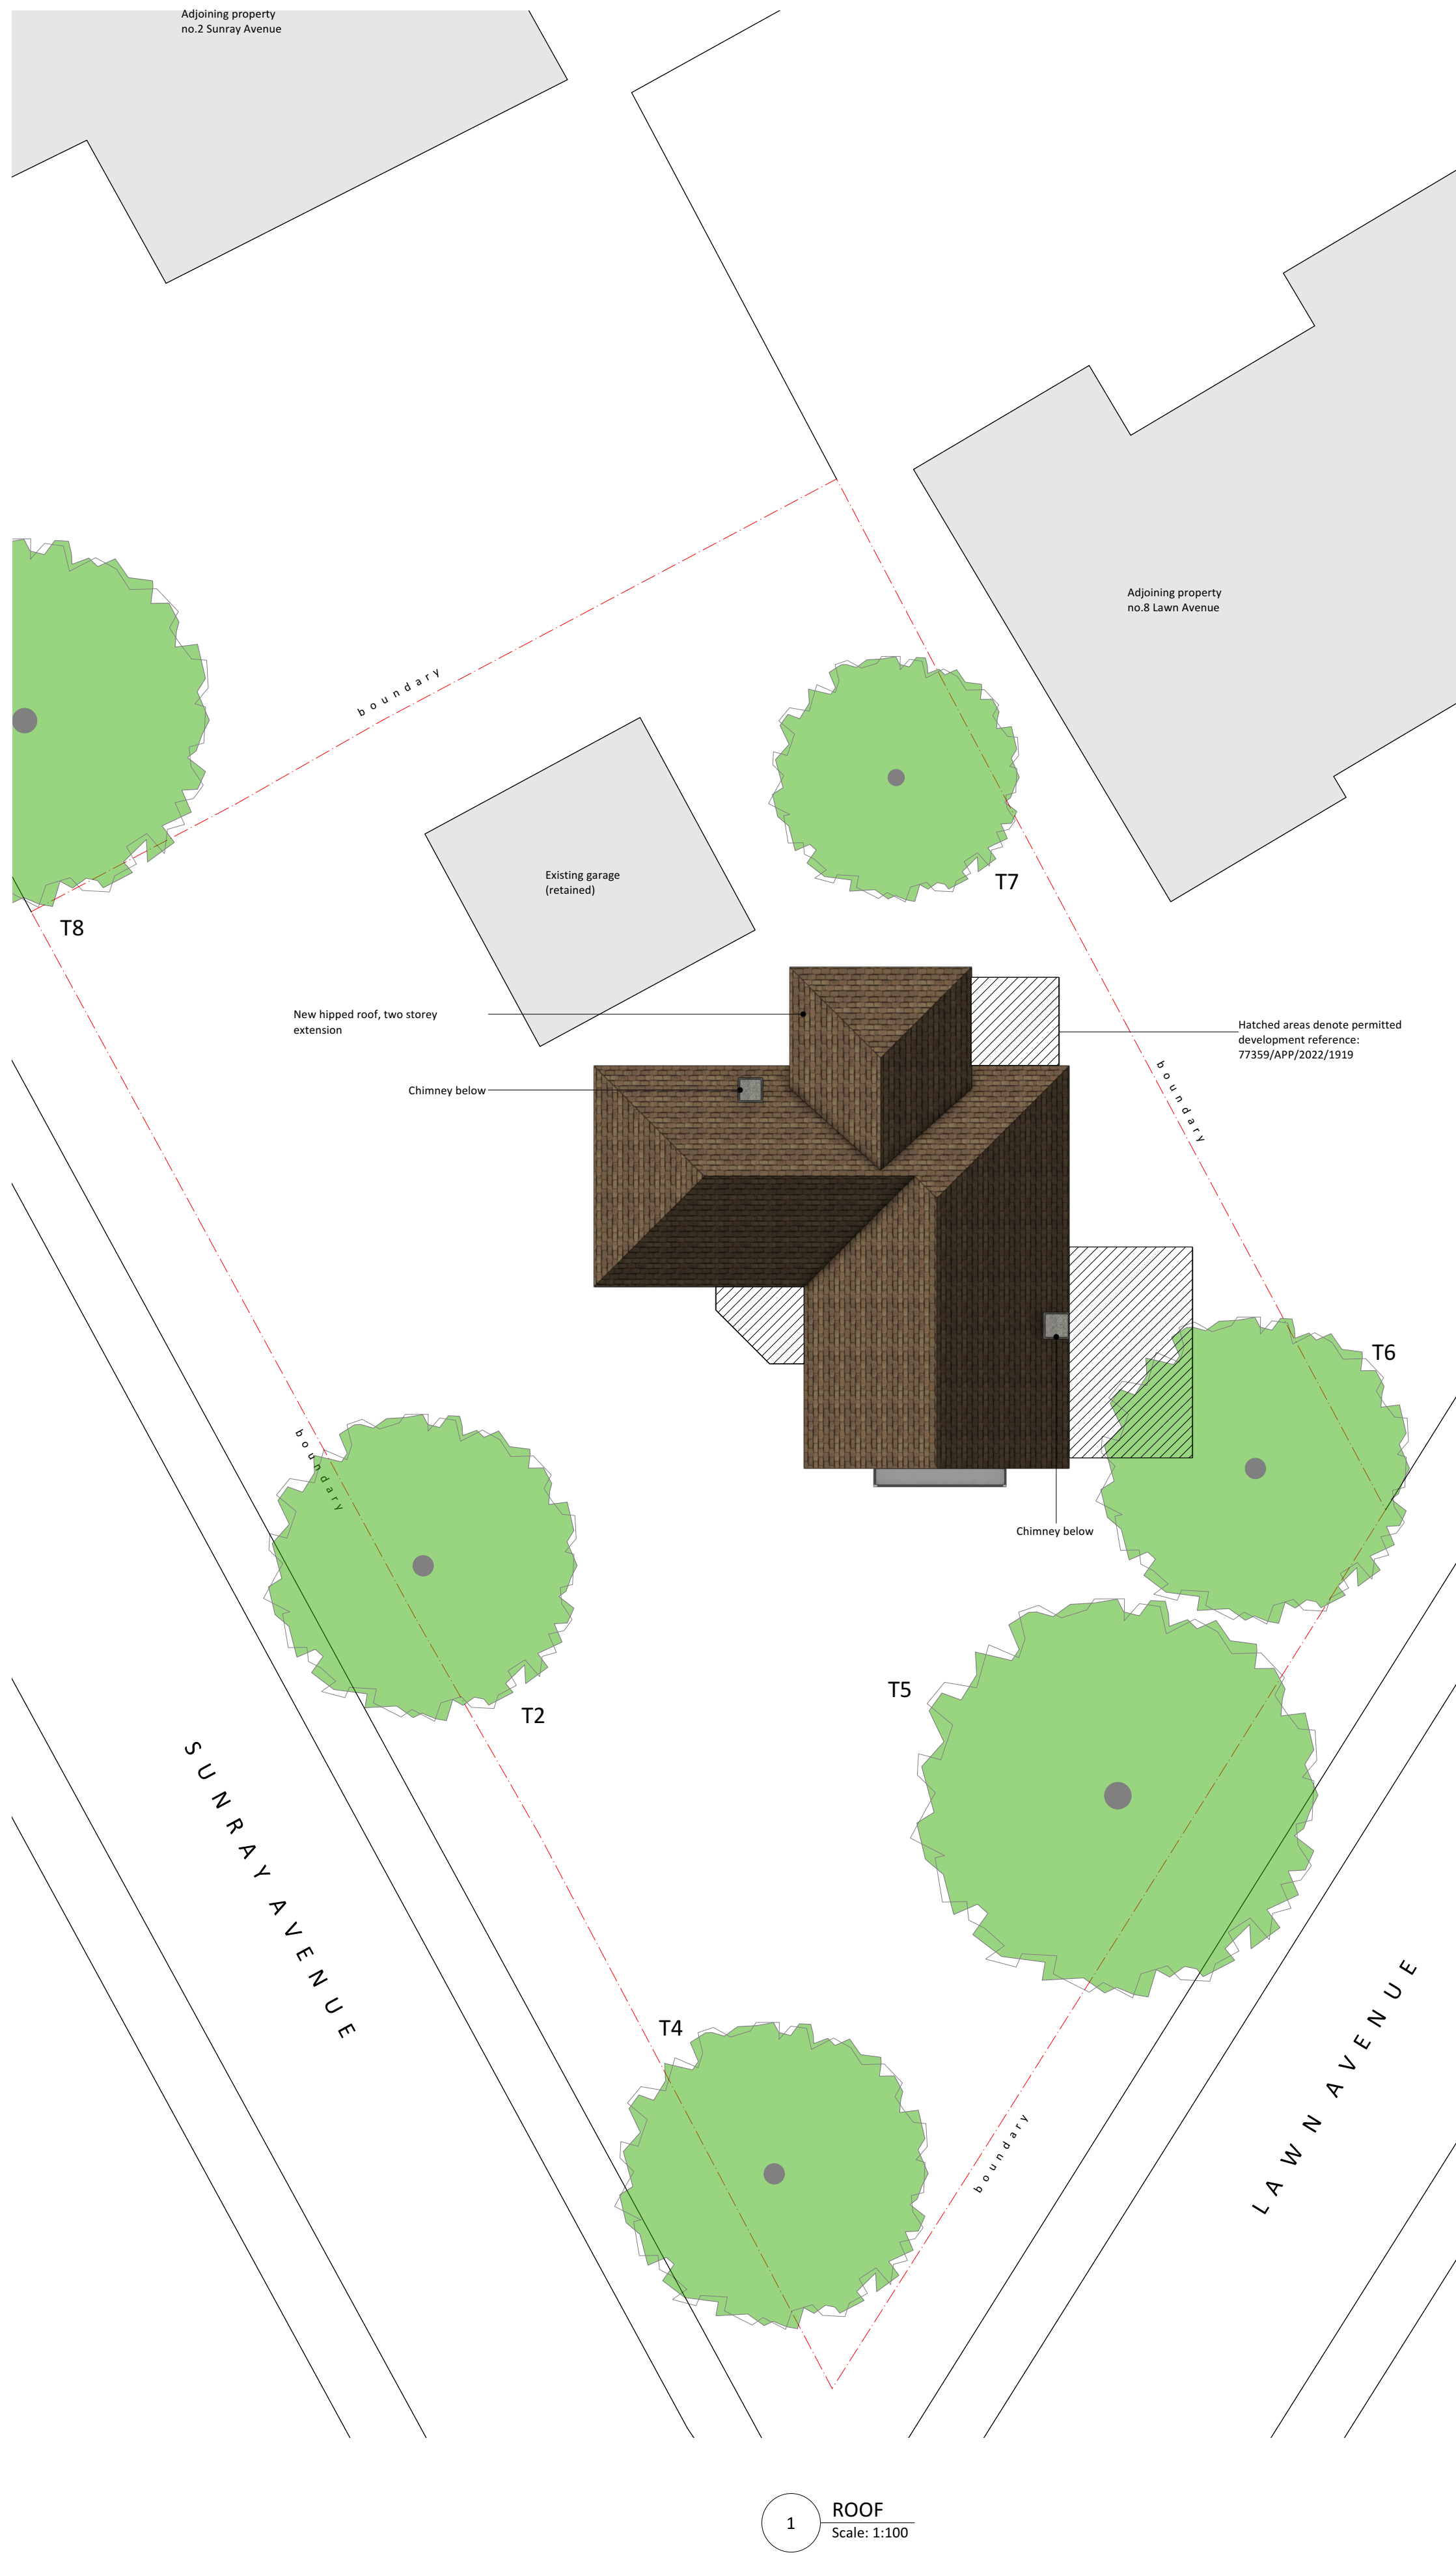 Adjoining property
no.2 Sunray Avenue
Adjoining property
no.8 Lawn Avenue
boundary
Existing garage
(retained)
T7
T8
New hipped roof, two storey
extension
Hatched areas denote permitted
development reference:
77359/APP/2022/1919
Chimney below
boundary
T6
boundary
Chimney below
T5
T2
SUNRAY AVENUE
T4
LAWN AVENUE
boundary
1
ROOF
Scale: 1:100